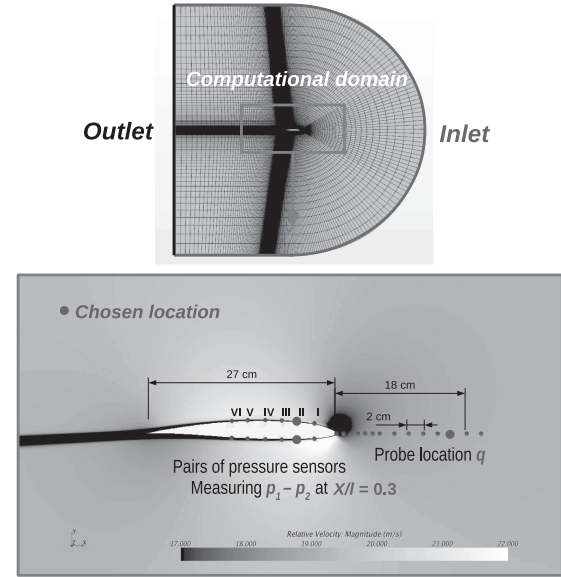 Computational domain
Outlet
Inlet
Chosen location
27 cm
18 cm
VI V IV III II I
2 cm
Pairs of pressure sensors
Probe location q
Measuring p₁ – p₂ at X/l = 0.3
Relative Velocity: Magnitude (m/s)
17.000 18.000 19.000 20.000 21.000 22.000